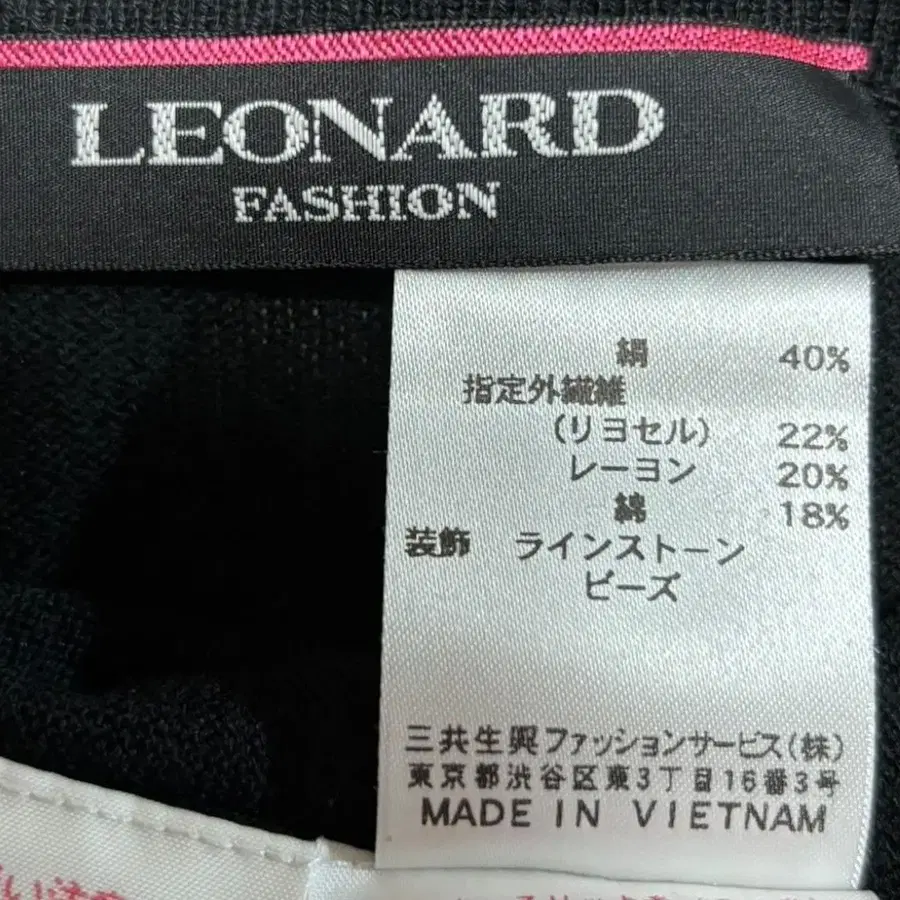 LEONARD
FASHION
絹 40%
指定外繊維
(リヨセル) 22%
レーヨン 20%
綿 18%
装飾 ラインストーン
ビーズ
三共生興ファッションサービス(株)
東京都渋谷区東3丁目16番3号
MADE IN VIETNAM